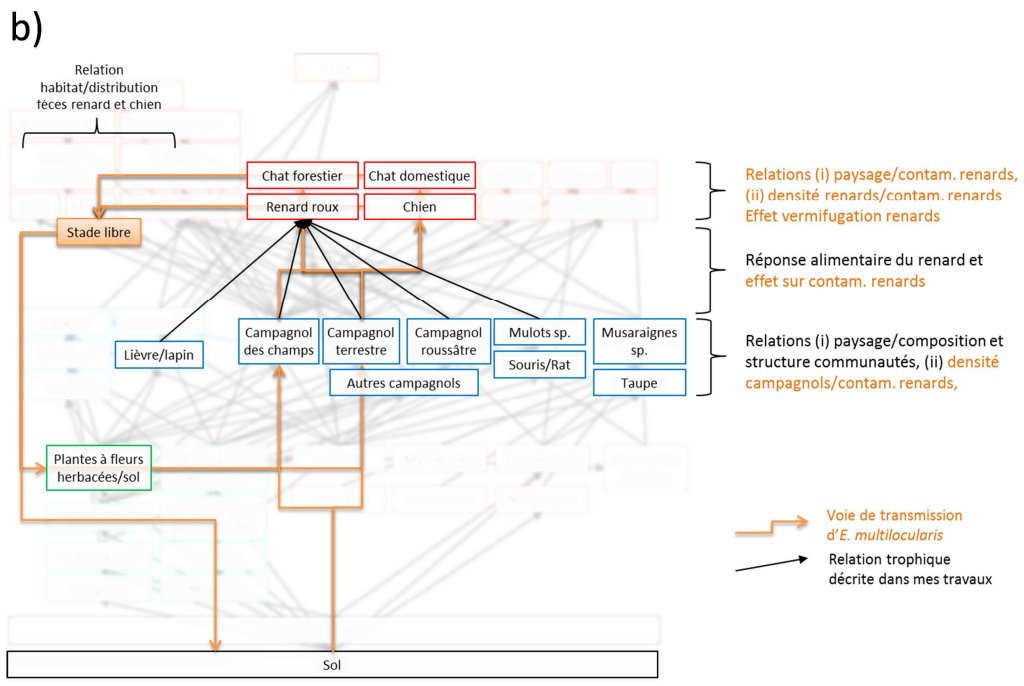 b)
Relation
habitat/distribution
fèces renard et chien
Chat forestier
Chat domestique
Renard roux
Chien
Stade libre
Relations (i) paysage/contam. renards,
(ii) densité renards/contam. renards
Effet vermifugation renards
Réponse alimentaire du renard et
effet sur contam. renards
Lièvre/lapin
Campagnol
des champs
Campagnol
terrestre
Campagnol
roussâtre
Mulots sp.
Souris/Rat
Musaraignes
sp.
Autres campagnols
Taupe
Relations (i) paysage/composition et
structure communautés, (ii) densité
campagnols/contam. renards,
Plantes à fleurs
herbacées/sol
Voie de transmission
d'E. multilocularis
Relation trophique
décrite dans mes travaux
Sol